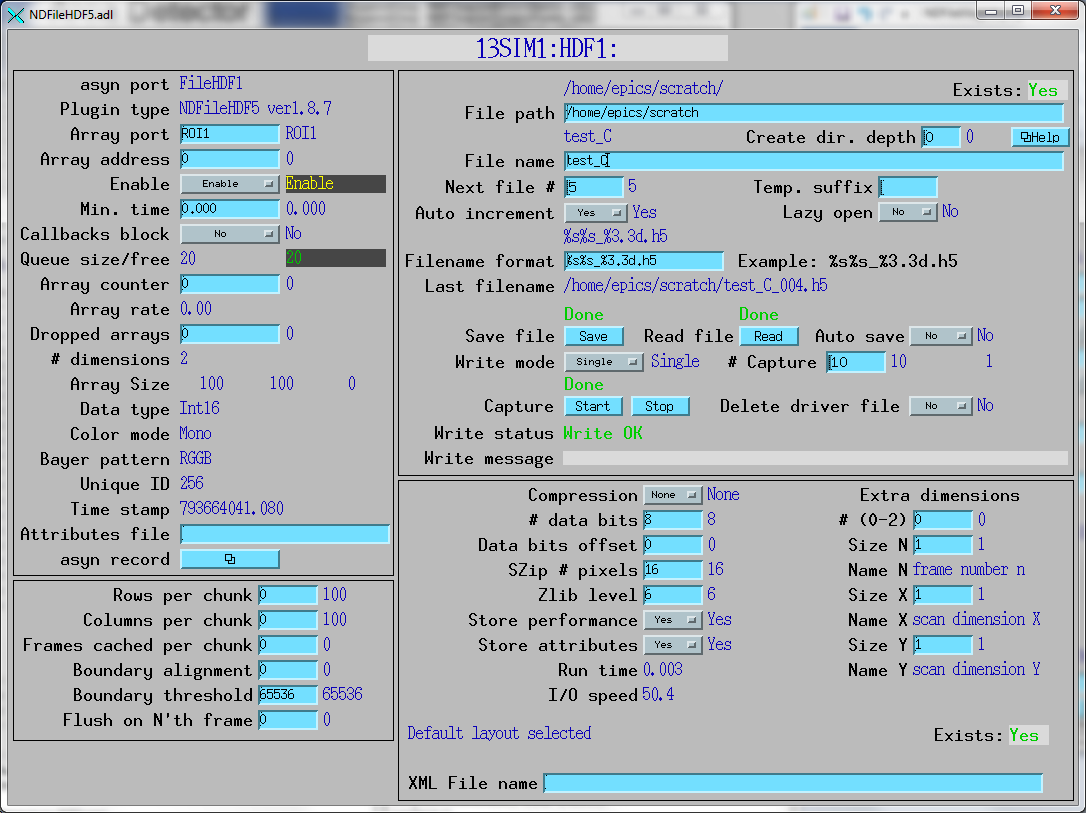 NDFileHDF5.adl
13SIM1:HDF1:
asyn port FileHDF1
Plugin type NDFileHDF5 ver1.8.7
Array port ROI1 ROI1
Array address 0 0
Enable Enable Enable
Min. time 0.000 0.000
Callbacks block No No
Queue size/free 20 20
Array counter 0 0
Array rate 0.00
Dropped arrays 0 0
# dimensions 2
Array Size 100 100 0
Data type Int16
Color mode Mono
Bayer pattern RGGB
Unique ID 256
Time stamp 793664041.080
Attributes file
asyn record
Rows per chunk 0 100
Columns per chunk 0 100
Frames cached per chunk 0 0
Boundary alignment 0 0
Boundary threshold 65536 65536
Flush on N'th frame 0 0
/home/epics/scratch/ Exists: Yes
File path /home/epics/scratch
test_C Create dir. depth 0 0 Help
File name test_C
Next file # 5 5 Temp. suffix
Auto increment Yes Yes Lazy open No No
%s%s_%3.3d.h5
Filename format %s%s_%3.3d.h5 Example: %s%s_%3.3d.h5
Last filename /home/epics/scratch/test_C_004.h5
Done Done
Save file Save Read file Read Auto save No No
Write mode Single Single # Capture 10 10 1
Done
Capture Start Stop Delete driver file No No
Write status Write OK
Write message
Compression None None Extra dimensions
# data bits 8 8 # (0-2) 0 0
Data bits offset 0 0 Size N 1 1
SZip # pixels 16 16 Name N frame number n
Zlib level 6 6 Size X 1 1
Store performance Yes Yes Name X scan dimension X
Store attributes Yes Yes Size Y 1 1
Run time 0.003 Name Y scan dimension Y
I/O speed 50.4
Default layout selected Exists: Yes
XML File name